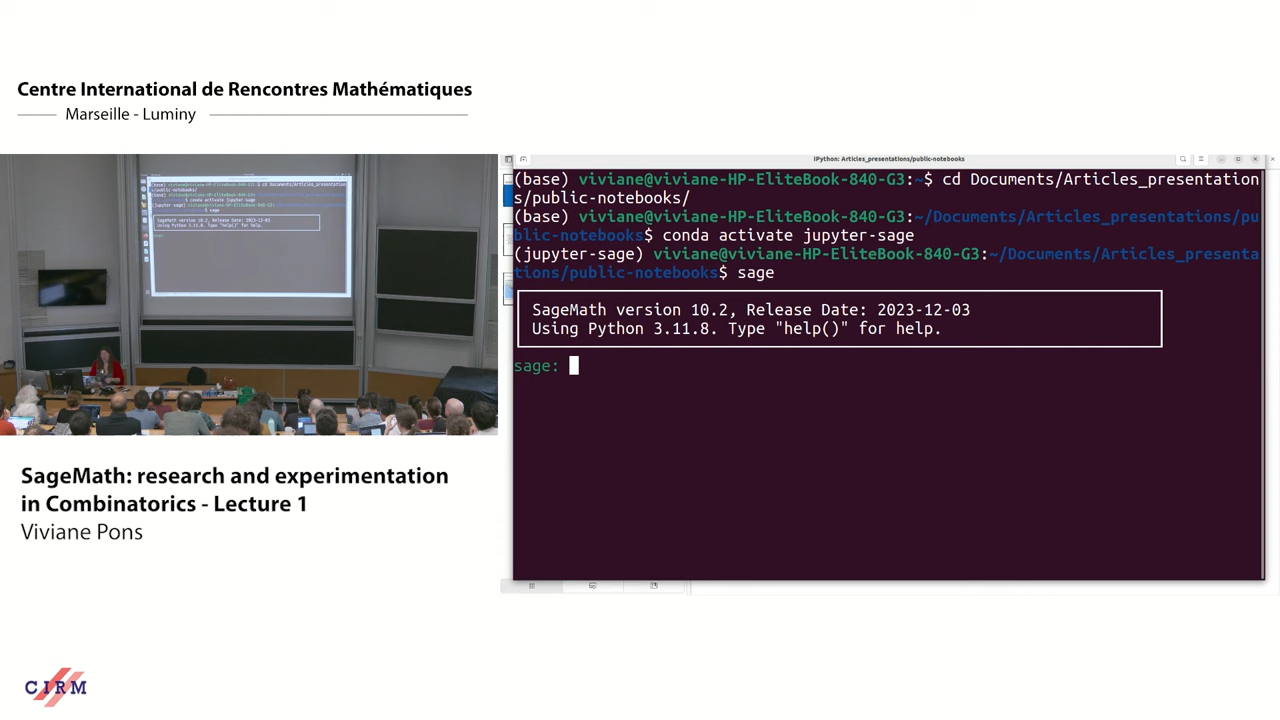 Centre International de Rencontres Mathématiques
Marseille - Luminy
IPython: Articles_presentations/public-notebooks
(base) viviane@viviane-HP-EliteBook-840-G3:~$ cd Documents/Articles_presentation
s/public-notebooks/
(base) viviane@viviane-HP-EliteBook-840-G3:~/Documents/Articles_presentations/pu
blic-notebooks$ conda activate jupyter-sage
(jupyter-sage) viviane@viviane-HP-EliteBook-840-G3:~/Documents/Articles_presenta
tions/public-notebooks$ sage
SageMath version 10.2, Release Date: 2023-12-03
Using Python 3.11.8. Type "help()" for help.
sage:
SageMath: research and experimentation
in Combinatorics - Lecture 1
Viviane Pons
CIRM